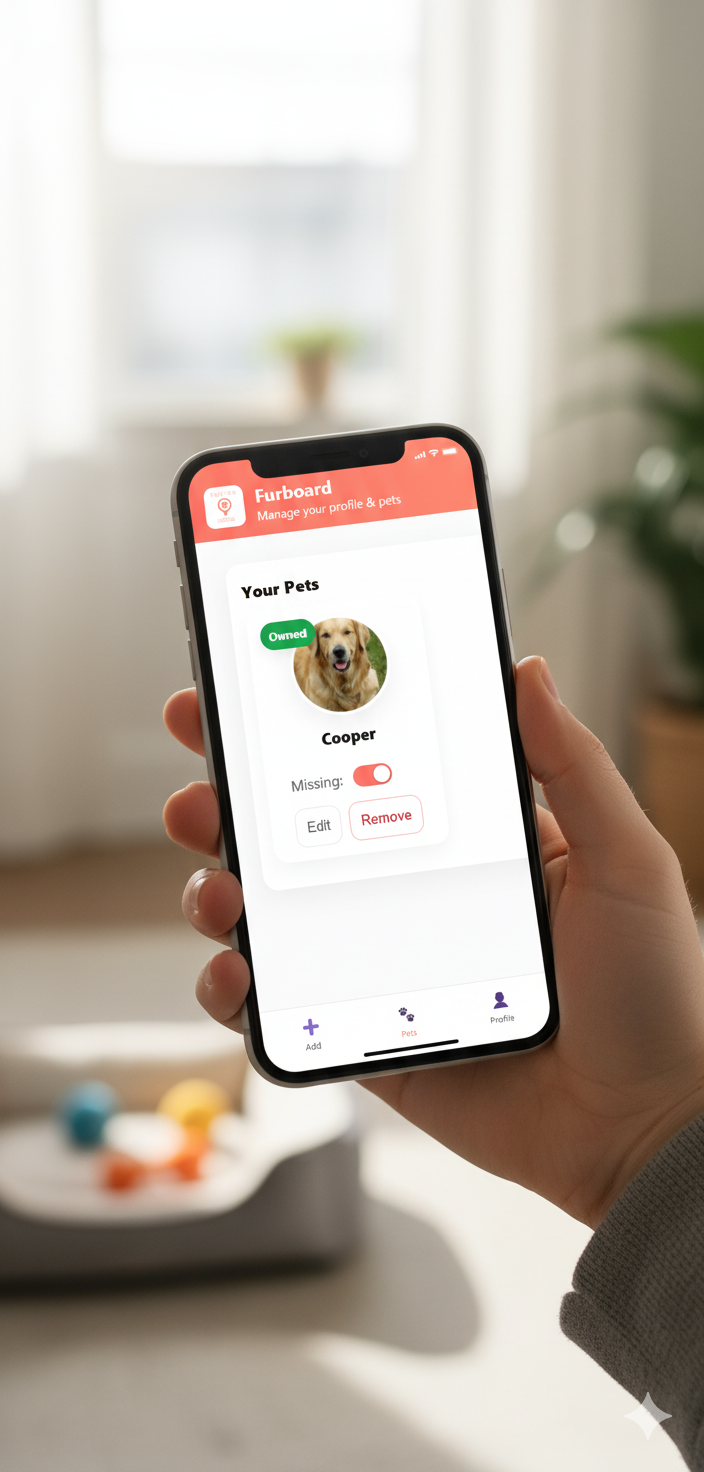 Furboard
Manage your profile & pets
Your Pets
Owned
Cooper
Missing:
Edit
Remove
Add
Pets
Profile